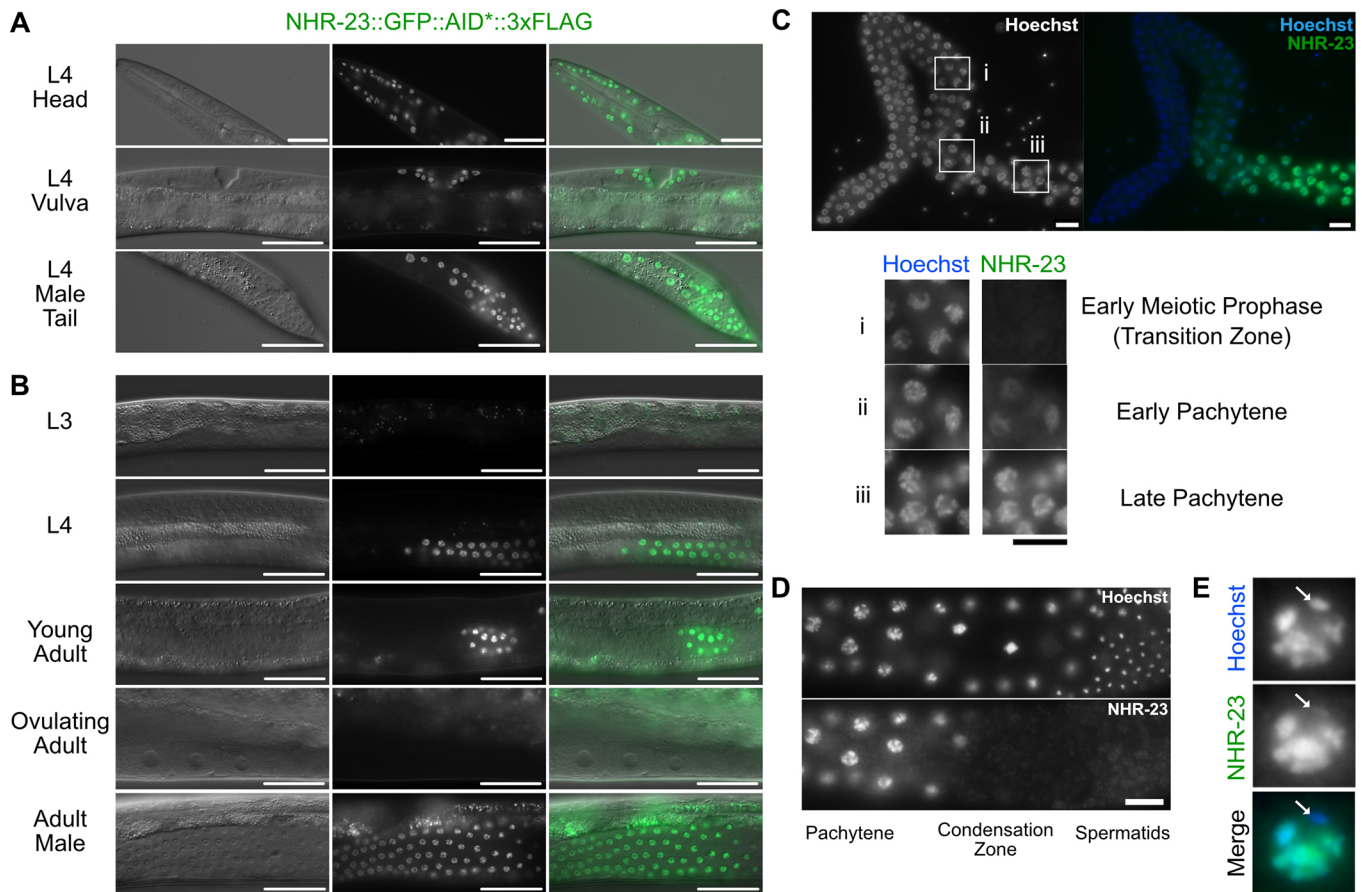 A
NHR-23::GFP::AID*::3xFLAG
L4
Head
L4
Vulva
L4
Male
Tail
B
L3
L4
Young
Adult
Ovulating
Adult
Adult
Male
C
Hoechst
Hoechst
NHR-23
i
ii
iii
Hoechst NHR-23
i
Early Meiotic Prophase
(Transition Zone)
ii
Early Pachytene
iii
Late Pachytene
D
Hoechst
NHR-23
Pachytene
Condensation
Zone
Spermatids
E
Hoechst
NHR-23
Merge